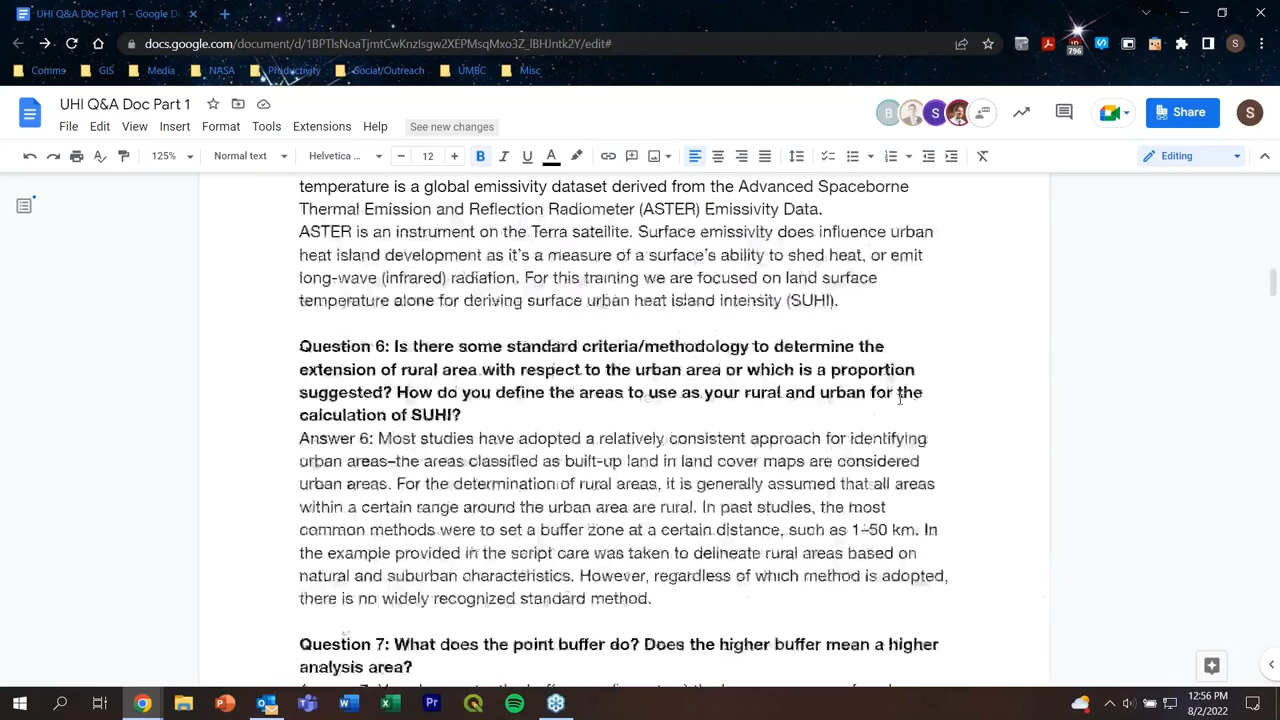 UHI Q&A Doc Part 1 - Google D
docs.google.com/document/d/1BPTlsNoaTjmtCwKnzlsgw2XEPMsqMxo3Z_lBHJntk2Y/edit#
796
S
Comms GIS Media NASA Productivity Social/Outreach UMBC Misc
UHI Q&A Doc Part 1
B S Share S
File Edit View Insert Format Tools Extensions Help See new changes
125% Normal text Helvetica ... 12 B I U A Editing
temperature is a global emissivity dataset derived from the Advanced Spaceborne
Thermal Emission and Reflection Radiometer (ASTER) Emissivity Data.
ASTER is an instrument on the Terra satellite. Surface emissivity does influence urban
heat island development as it's a measure of a surface's ability to shed heat, or emit
long-wave (infrared) radiation. For this training we are focused on land surface
temperature alone for deriving surface urban heat island intensity (SUHI).
Question 6: Is there some standard criteria/methodology to determine the
extension of rural area with respect to the urban area or which is a proportion
suggested? How do you define the areas to use as your rural and urban for the
calculation of SUHI?
Answer 6: Most studies have adopted a relatively consistent approach for identifying
urban areas–the areas classified as built-up land in land cover maps are considered
urban areas. For the determination of rural areas, it is generally assumed that all areas
within a certain range around the urban area are rural. In past studies, the most
common methods were to set a buffer zone at a certain distance, such as 1–50 km. In
the example provided in the script care was taken to delineate rural areas based on
natural and suburban characteristics. However, regardless of which method is adopted,
there is no widely recognized standard method.
Question 7: What does the point buffer do? Does the higher buffer mean a higher
analysis area?
12:56 PM
8/2/2022